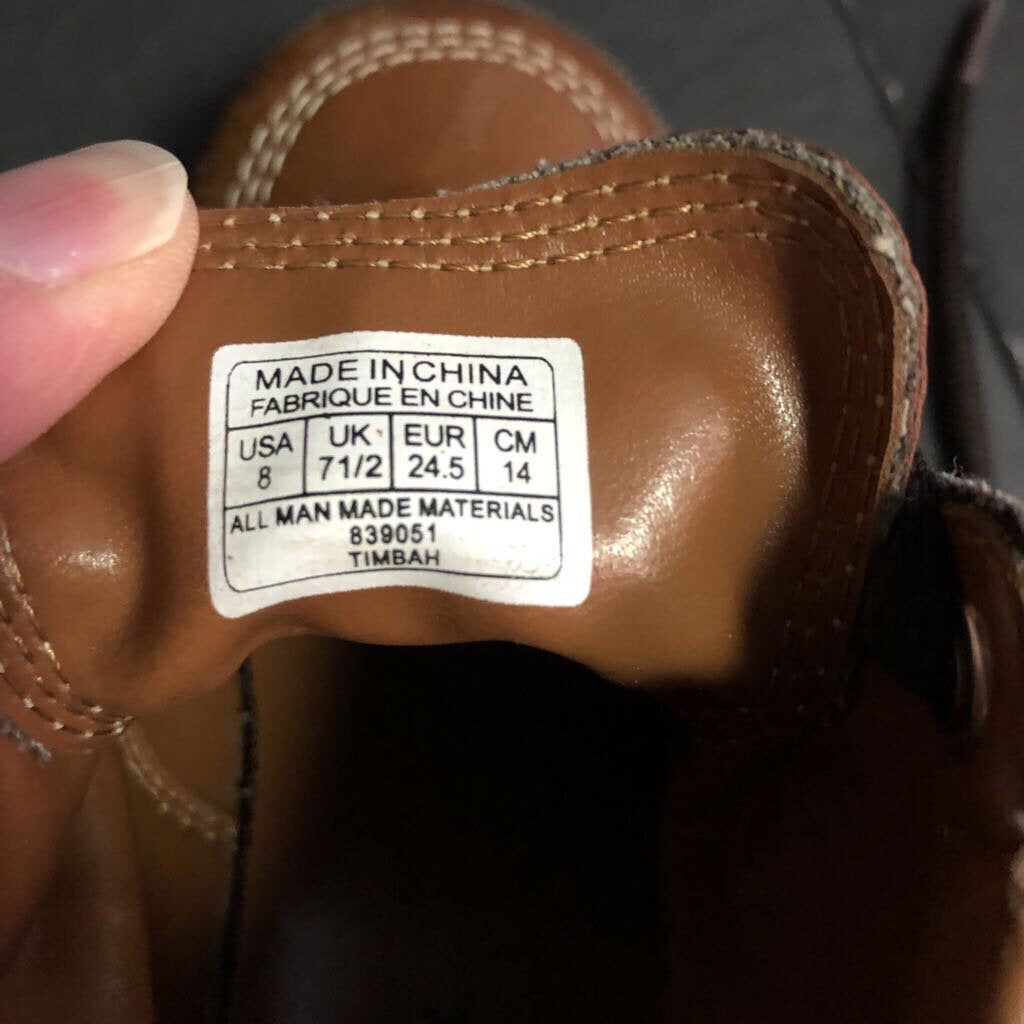 MADE IN CHINA
FABRIQUE EN CHINE
USA UK EUR CM
8 71/2 24.5 14
ALL MAN MADE MATERIALS
839051
TIMBAH